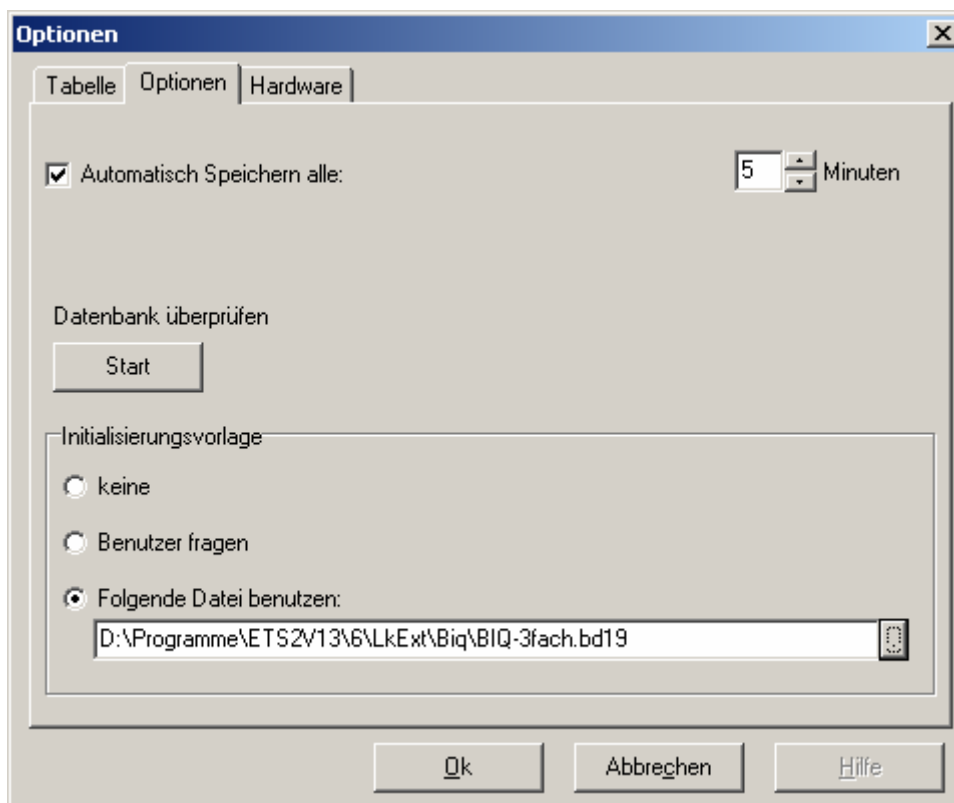 Optionen
Tabelle Optionen Hardware
Automatisch Speichern alle: 5 Minuten
Datenbank überprüfen
Start
Initialisierungsvorlage
keine
Benutzer fragen
Folgende Datei benutzen:
D:\Programme\ETS2V13\6\LkExt\Biq\BIQ-3fach.bd19
Ok Abbrechen Hilfe